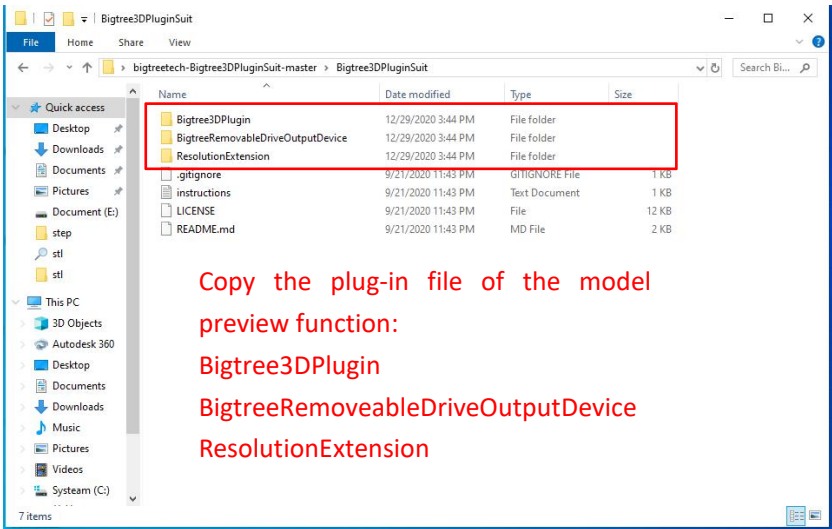 Bigtree3DPluginSuit
File Home Share View
bigtreetech-Bigtree3DPluginSuit-master › Bigtree3DPluginSuit
Search Bi...
Name Date modified Type Size
Quick access
Desktop
Downloads
Documents
Pictures
Document (E:)
step
stl
stl
This PC
3D Objects
Autodesk 360
Desktop
Documents
Downloads
Music
Pictures
Videos
Systeam (C:)
Bigtree3DPlugin 12/29/2020 3:44 PM File folder
BigtreeRemovableDriveOutputDevice 12/29/2020 3:44 PM File folder
ResolutionExtension 12/29/2020 3:44 PM File folder
.gitignore 9/21/2020 11:43 PM GITIGNORE File 1 KB
instructions 9/21/2020 11:43 PM Text Document 1 KB
LICENSE 9/21/2020 11:43 PM File 12 KB
README.md 9/21/2020 11:43 PM MD File 2 KB
Copy the plug-in file of the model
preview function:
Bigtree3DPlugin
BigtreeRemoveableDriveOutputDevice
ResolutionExtension
7 items